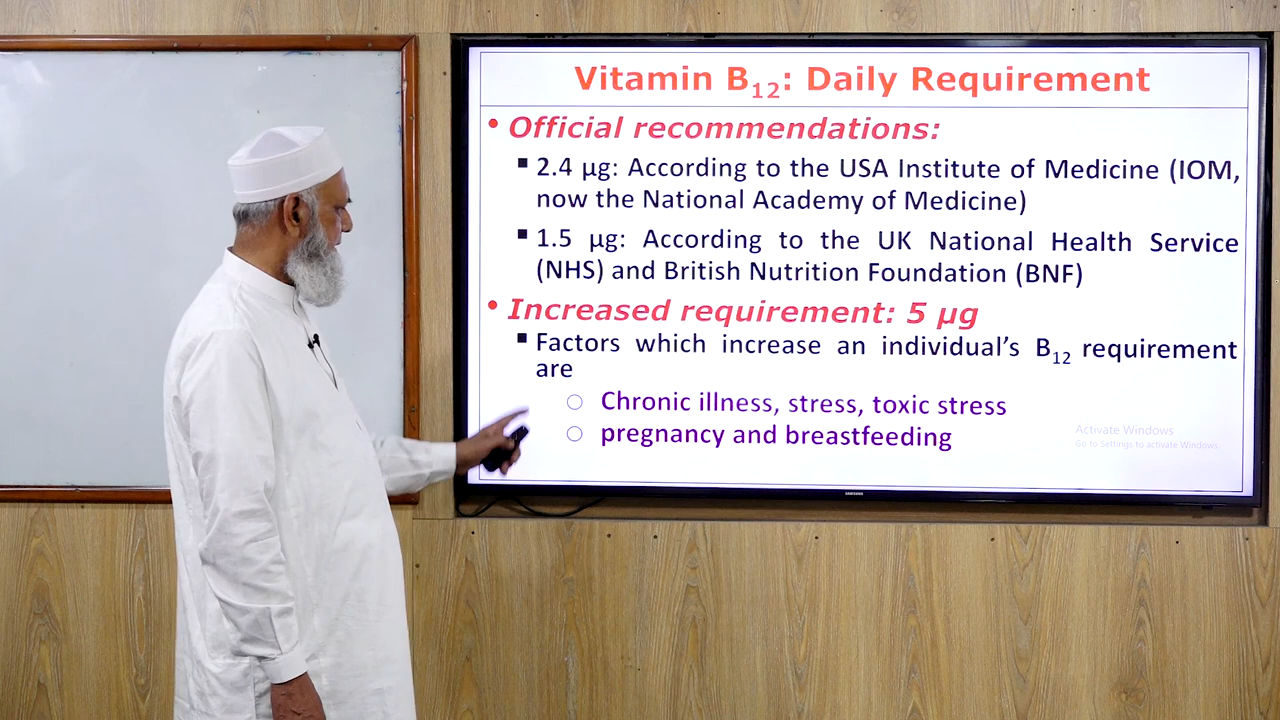 Vitamin B12: Daily Requirement
• Official recommendations:
▪ 2.4 µg: According to the USA Institute of Medicine (IOM,
now the National Academy of Medicine)
▪ 1.5 µg: According to the UK National Health Service
(NHS) and British Nutrition Foundation (BNF)
• Increased requirement: 5 µg
▪ Factors which increase an individual’s B12 requirement
are
○ Chronic illness, stress, toxic stress
○ pregnancy and breastfeeding
Activate Windows
Go to Settings to activate Windows.
SAMSUNG